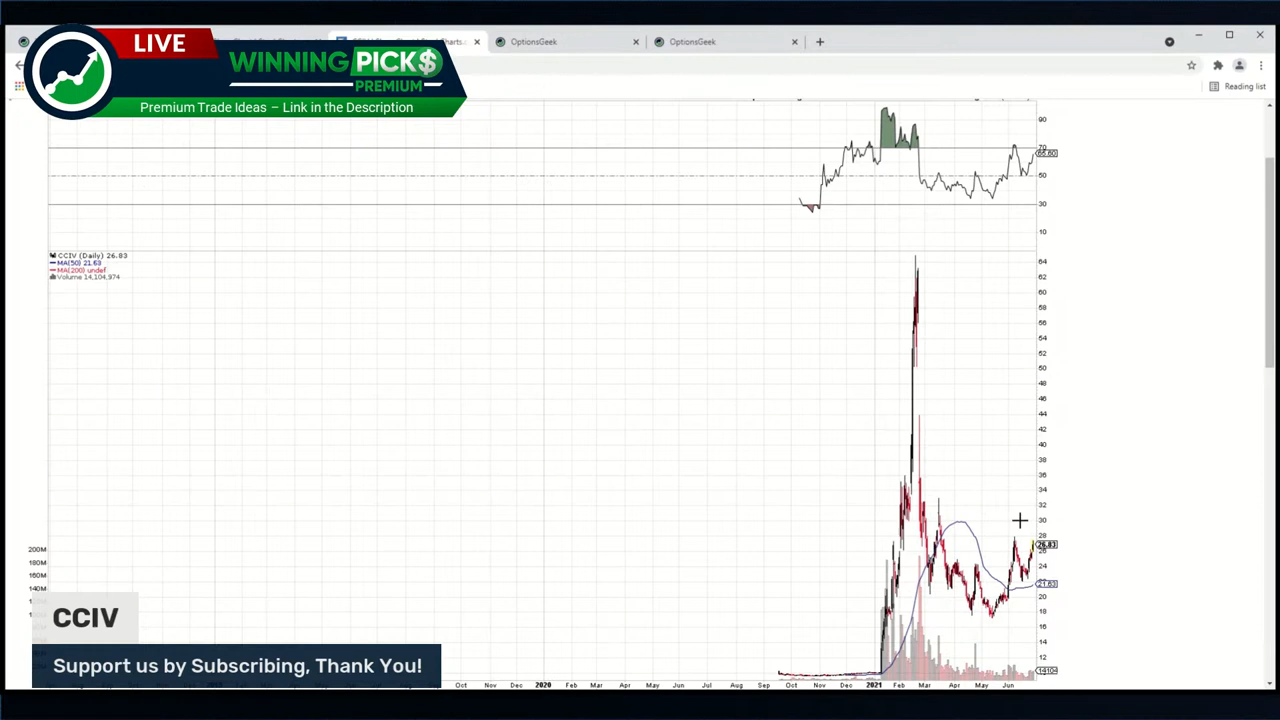 LIVE
WINNING PICK$
PREMIUM
Premium Trade Ideas – Link in the Description
OptionsGeek
OptionsGeek
Reading list
90
70
65.60
50
30
10
CCIV (Daily) 26.83
MA(50) 21.63
MA(200) undef
Volume 14,104,974
64
62
60
58
56
54
52
50
48
46
44
42
40
38
36
34
32
30
28
26.83
26
24
21.63
20
18
16
14
12
200M
180M
160M
140M
CCIV
Support us by Subscribing, Thank You!
Oct Nov Dec 2020 Feb Mar Apr May Jun Jul Aug Sep Oct Nov Dec 2021 Feb Mar Apr May Jun